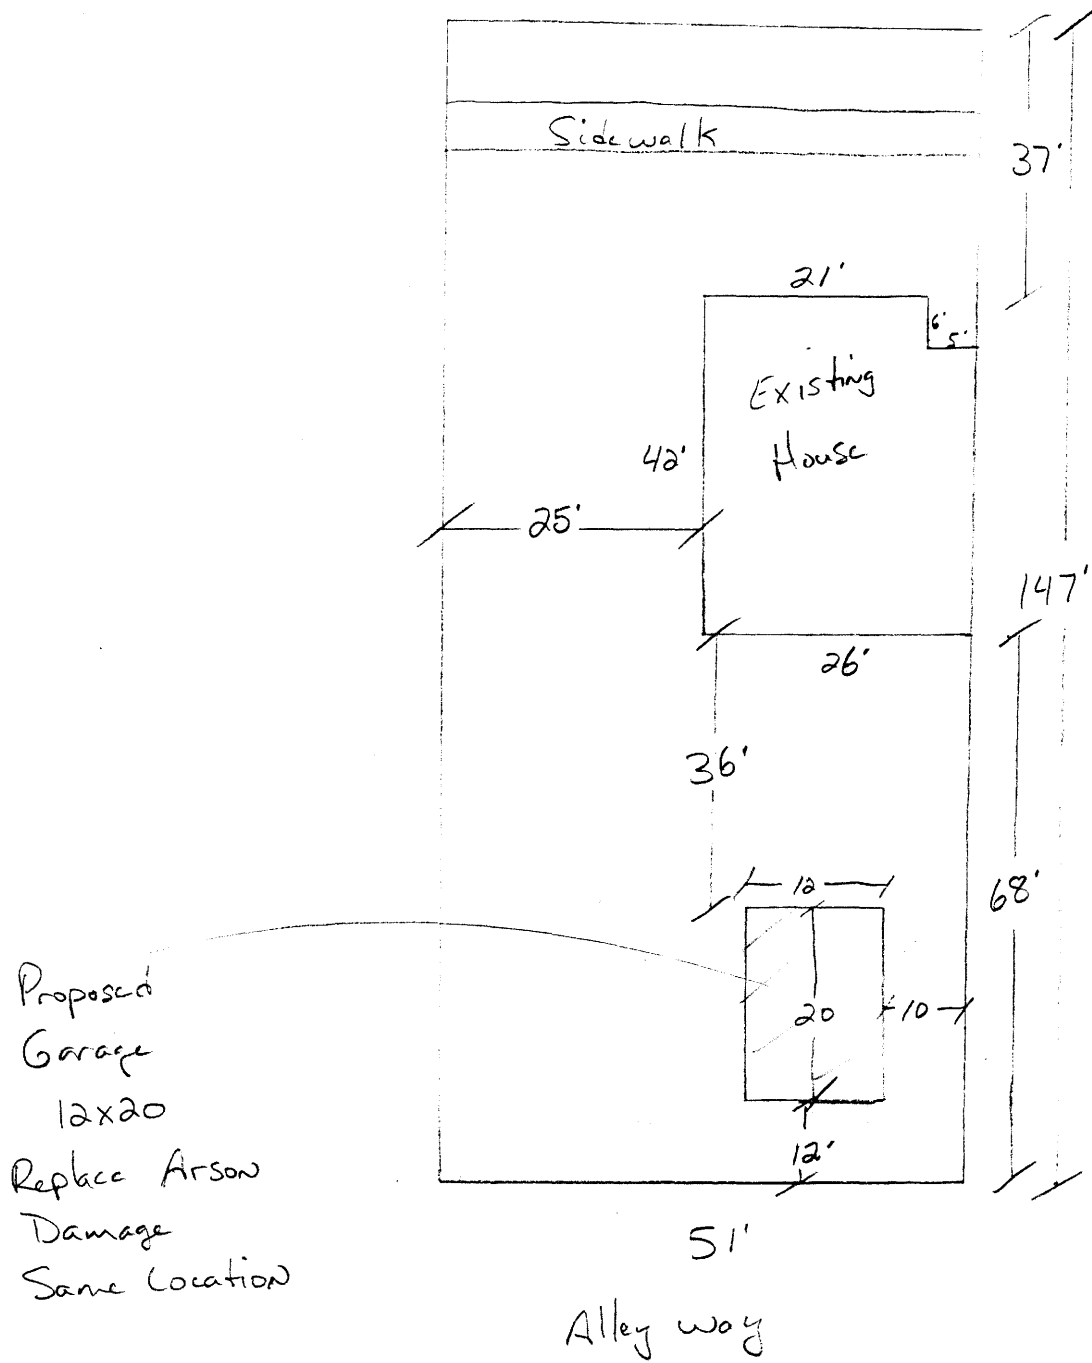 Sidewalk
37'
21'
6'
5'
Existing
House
42'
25'
147'
26'
36'
12
68'
Proposed
Garage
12x20
Replace Arson
Damage
Same Location
20
10
12'
51'
Alley way